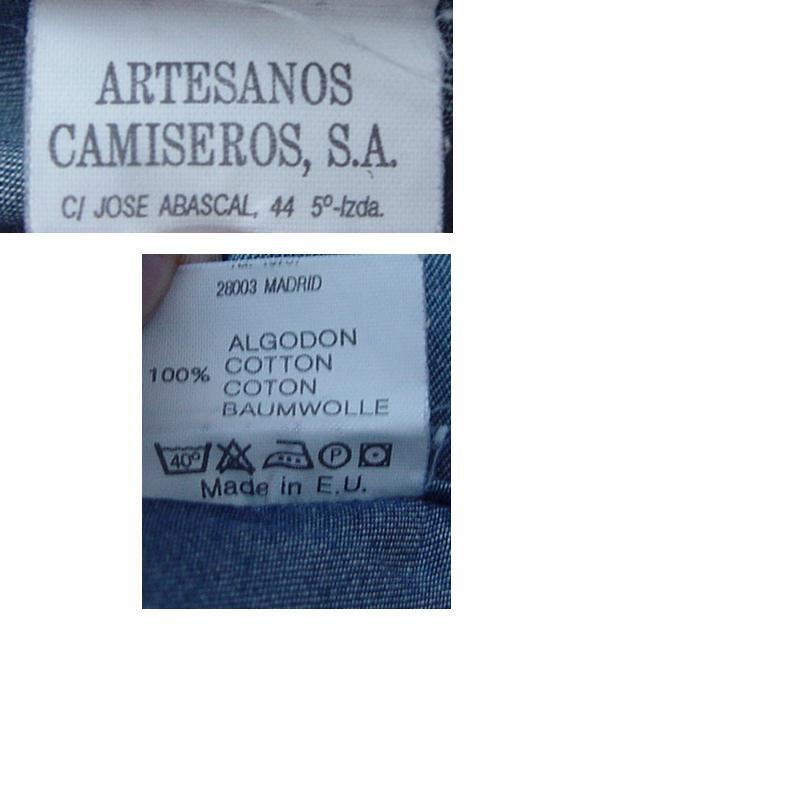 ARTESANOS
CAMISEROS, S.A.
C/ JOSE ABASCAL, 44 5º-Izda.
28003 MADRID
ALGODON
100% COTTON
COTON
BAUMWOLLE
40º P
Made in E.U.